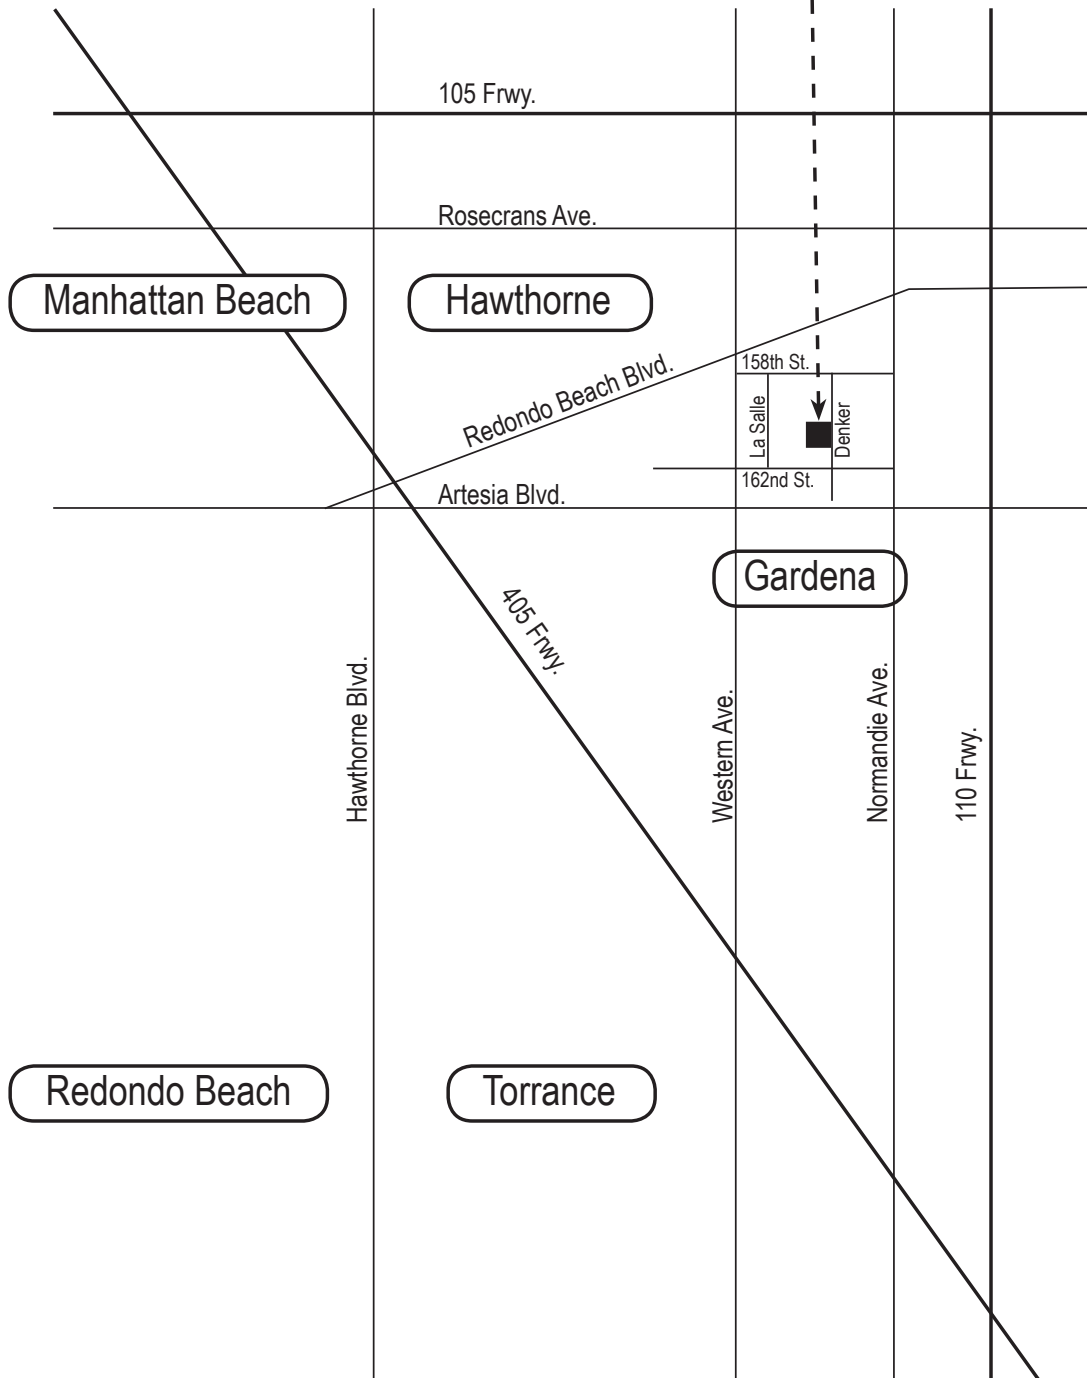 105 Frwy.
Rosecrans Ave.
Manhattan Beach
Hawthorne
Redondo Beach Blvd.
158th St.
La Salle
Denker
162nd St.
Artesia Blvd.
Gardena
405 Frwy.
Hawthorne Blvd.
Western Ave.
Normandie Ave.
110 Frwy.
Redondo Beach
Torrance